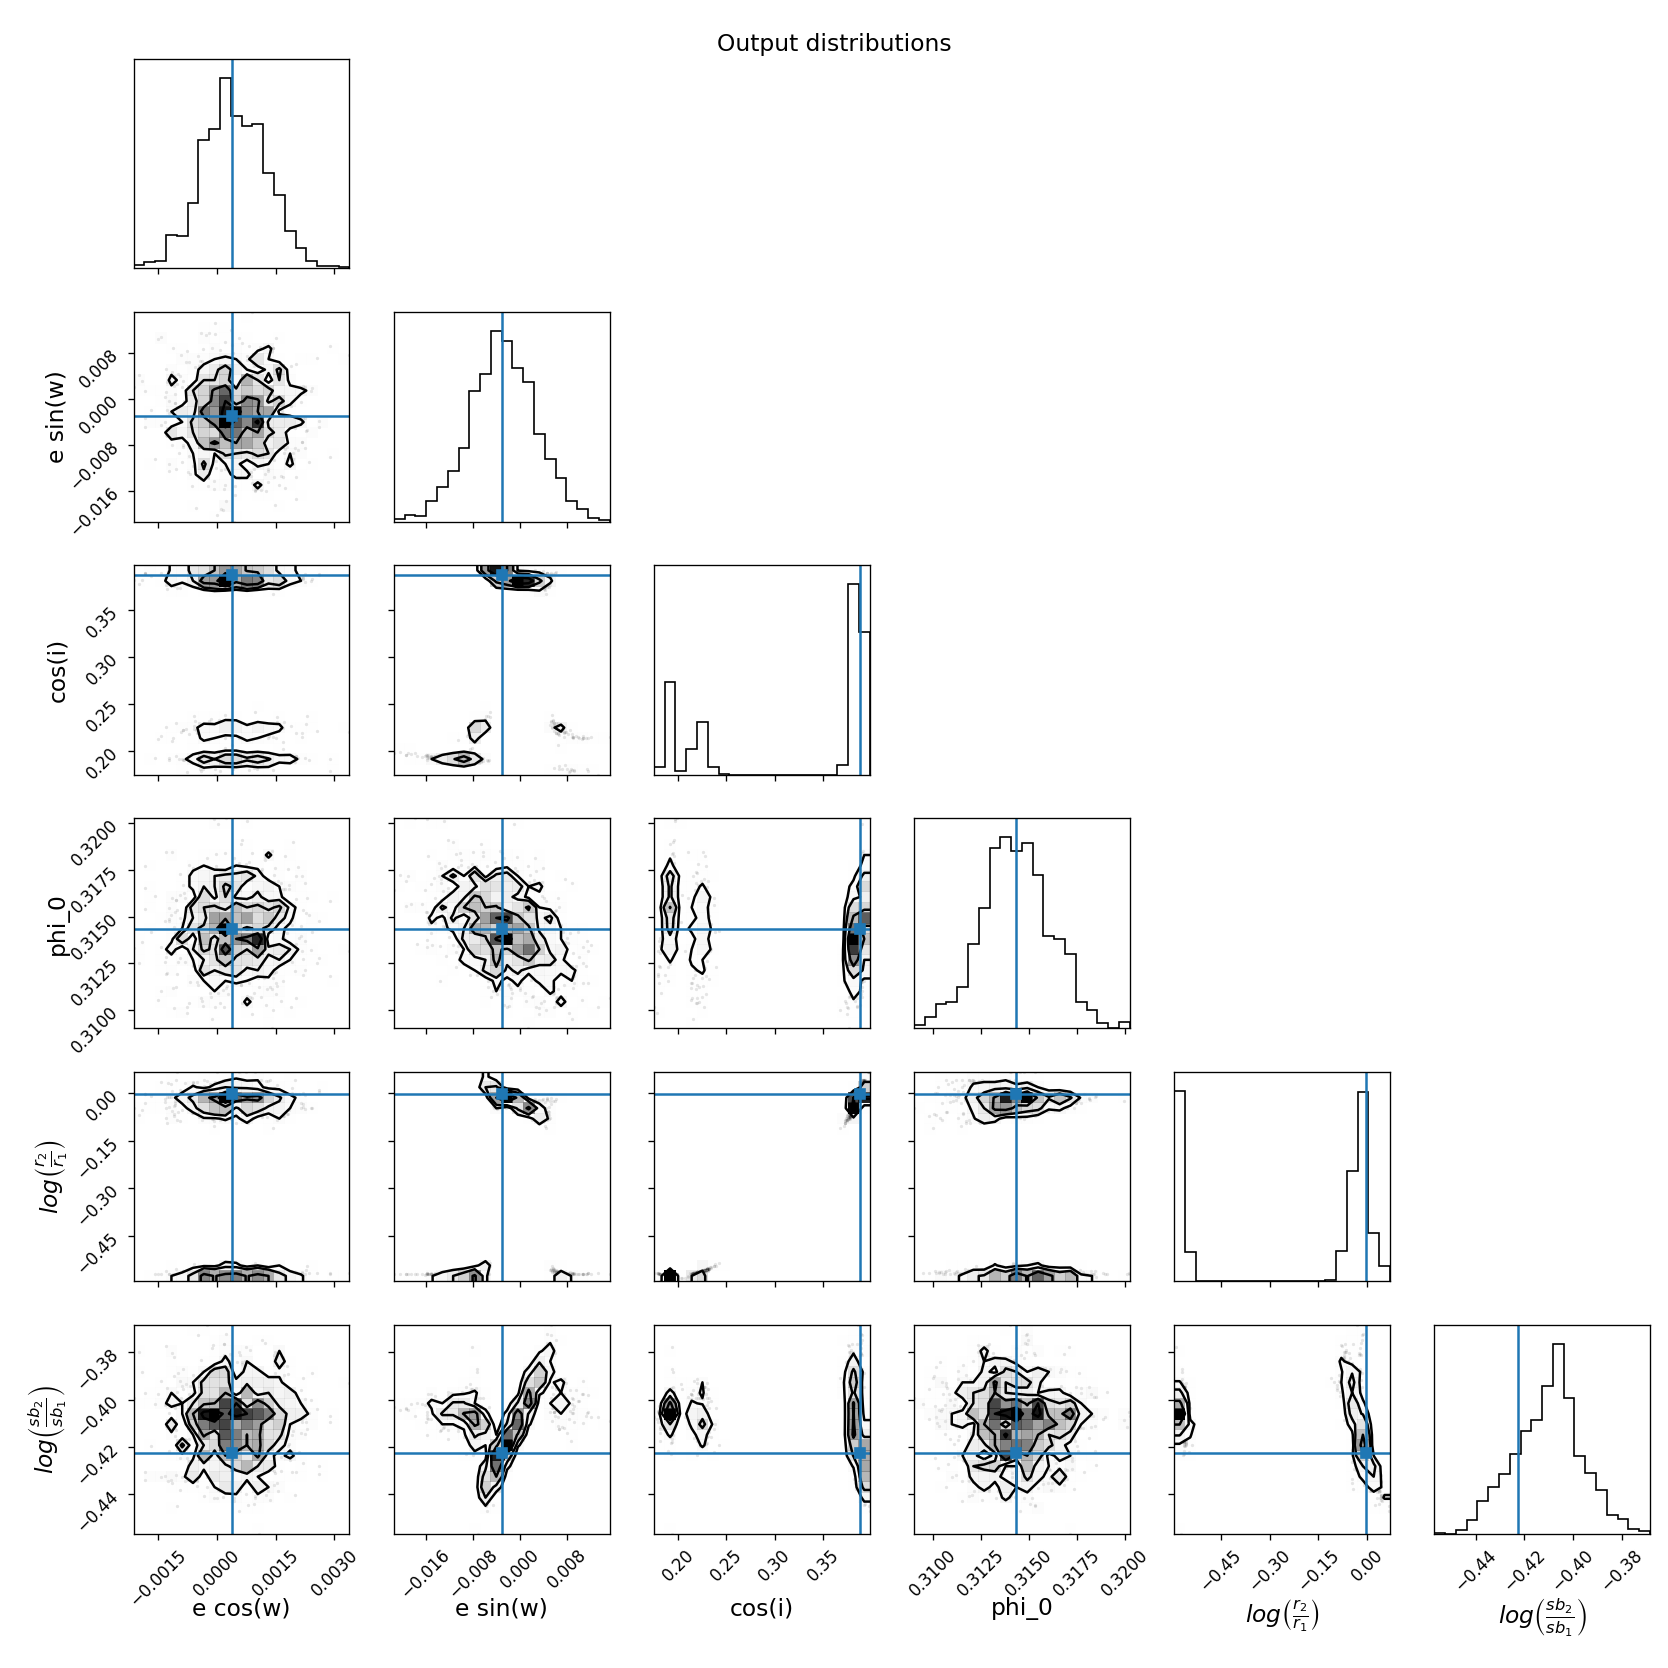 Output distributions
e sin(w)
0.008
0.000
−0.008
−0.016
cos(i)
0.35
0.30
0.25
0.20
phi_0
0.3200
0.3175
0.3150
0.3125
0.3100
log(r2/r1)
0.00
−0.15
−0.30
−0.45
log(sb2/sb1)
−0.38
−0.40
−0.42
−0.44
−0.0015 0.0000 0.0015 0.0030 −0.016 −0.008 0.000 0.008 0.20 0.25 0.30 0.35 0.3100 0.3125 0.3150 0.3175 0.3200 −0.45 −0.30 −0.15 0.00 −0.44 −0.42 −0.40 −0.38
e cos(w) e sin(w) cos(i) phi_0 log(r2/r1) log(sb2/sb1)